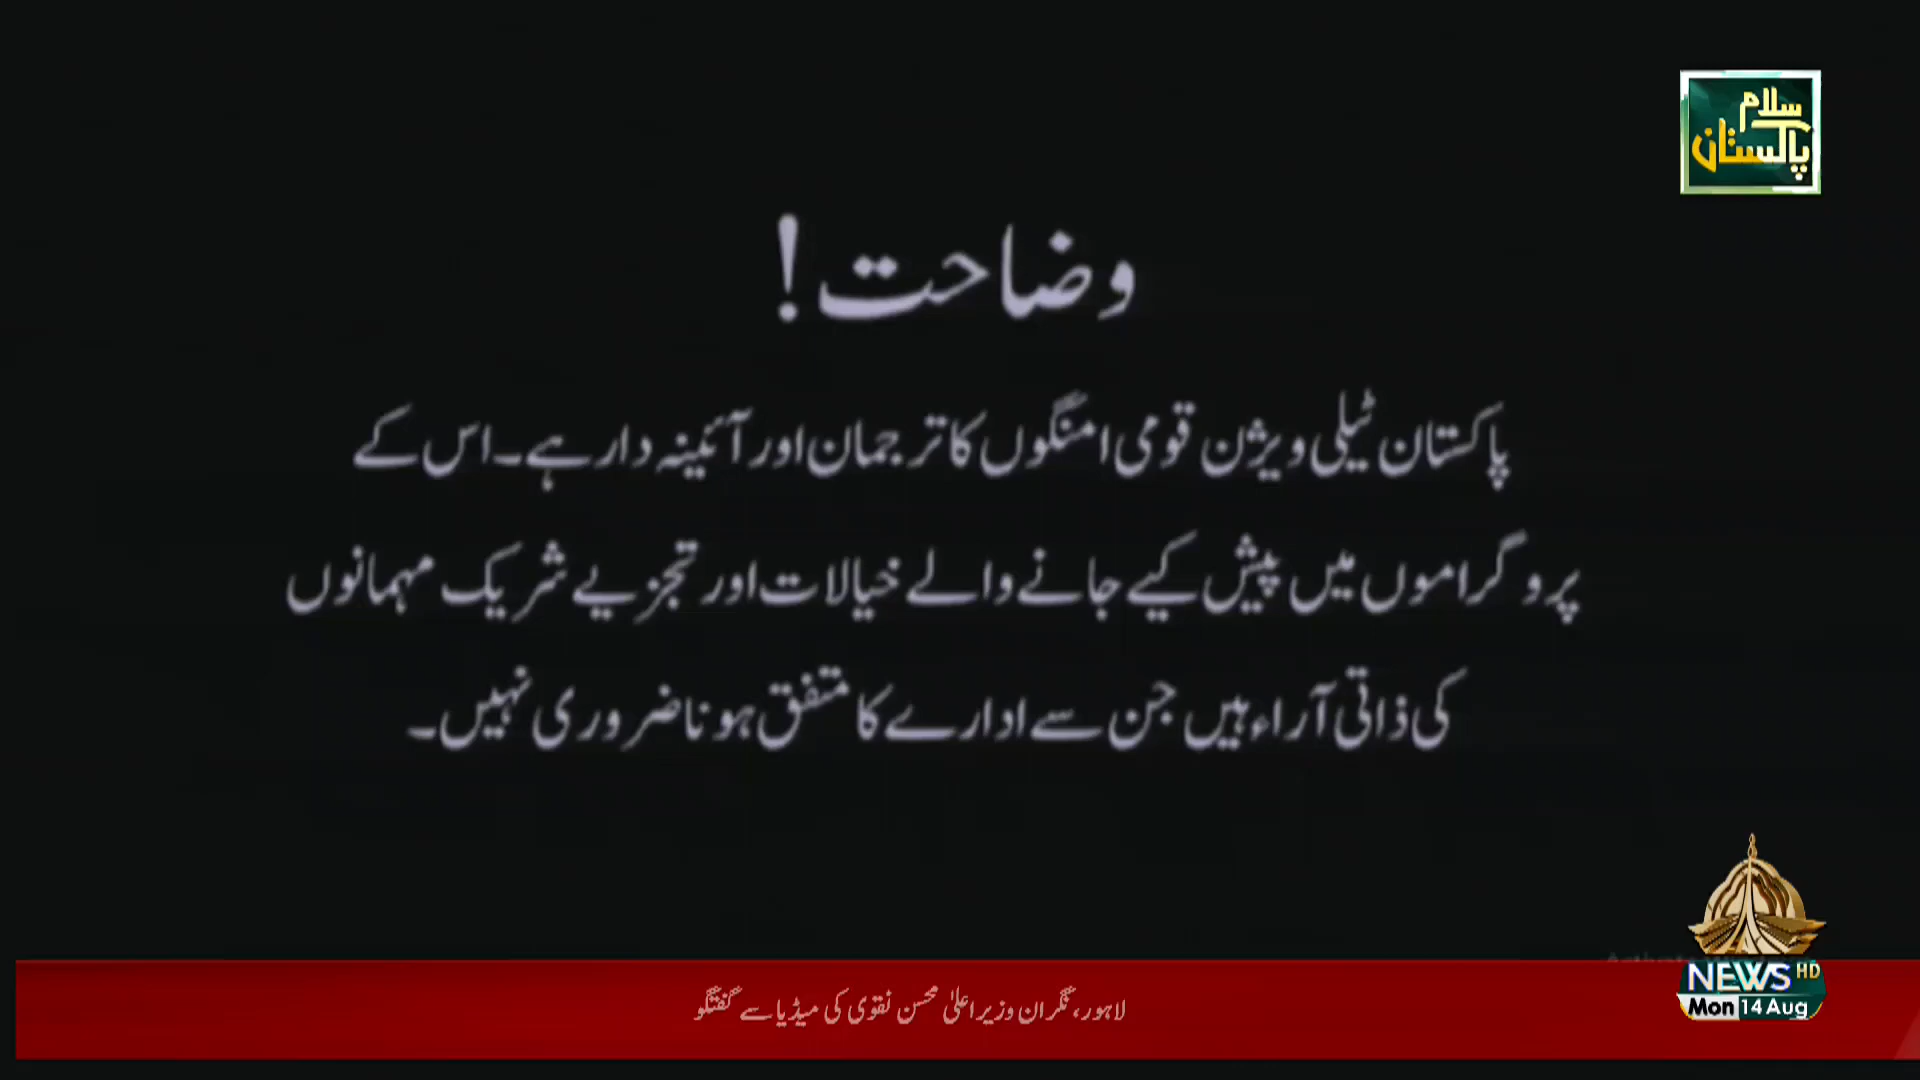 سلام
پاکستان
وضاحت!
پاکستان ٹیلی ویژن قومی امنگوں کا ترجمان اور آئینہ دار ہے۔ اس کے
پروگراموں میں پیش کیے جانے والے خیالات اور تجزیے شریک مہمانوں
کی ذاتی آراء ہیں جن سے ادارے کا متفق ہونا ضروری نہیں۔
NEWS HD
Mon 14 Aug
لاہور، نگران وزیراعلیٰ محسن نقوی کی میڈیا سے گفتگو